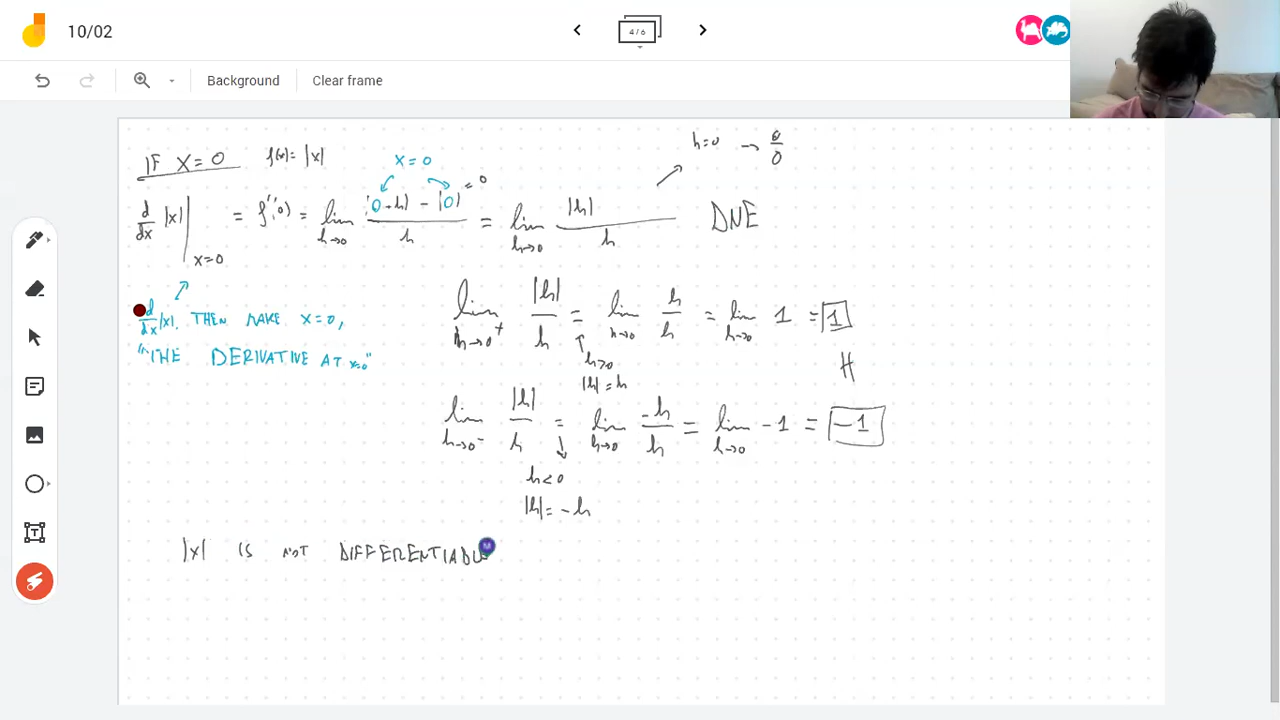 10/02
4/6
Background
Clear frame
IF X=0 f(x)=|x|
x=0
h=0 → 0/0
d/dx |x| |x=0 = f'(0) = lim h→0 |0+h| - |0| / h = lim h→0 |h| / h DNE
=0
d/dx |x|, THEN MAKE X=0,
"THE DERIVATIVE AT x=0"
lim h→0⁺ |h|/h = lim h→0 h/h = lim h→0 1 = 1
h>0
|h|=h
lim h→0⁻ |h|/h = lim h→0 -h/h = lim h→0 -1 = -1
h<0
|h|=-h
|x| IS NOT DIFFERENTIABLE
M
T